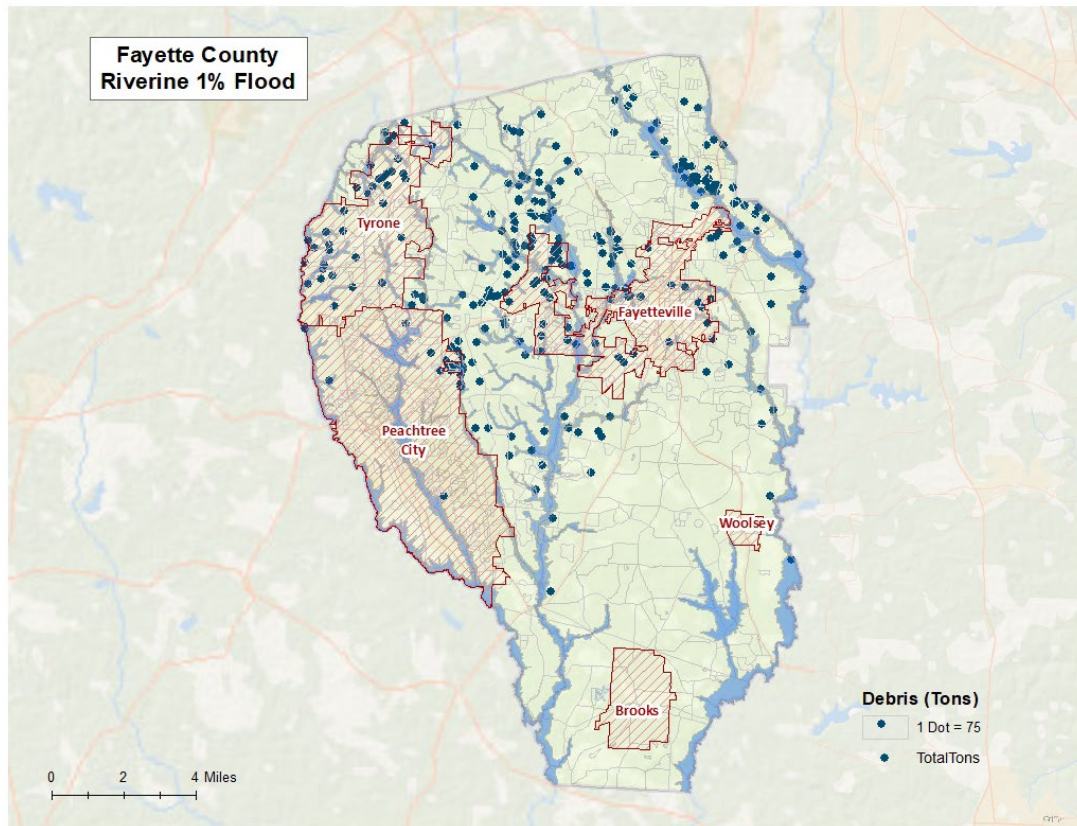 Fayette County
Riverine 1% Flood
Tyrone
Fayetteville
Peachtree
City
Woolsey
Brooks
Debris (Tons)
1 Dot = 75
TotalTons
0 2 4 Miles